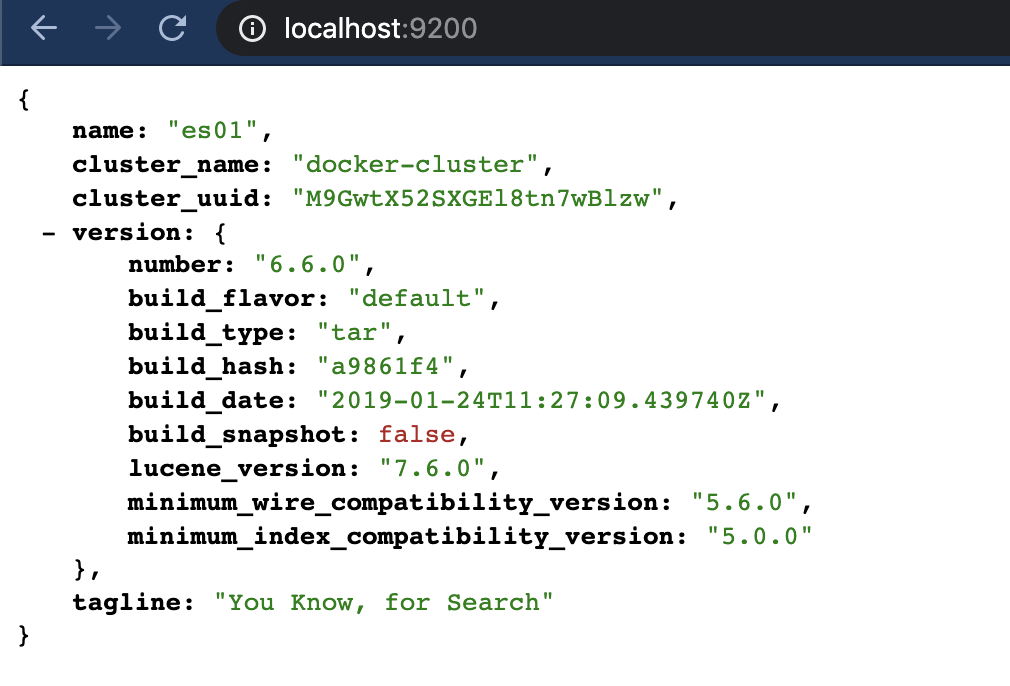 localhost:9200
{
name: "es01",
cluster_name: "docker-cluster",
cluster_uuid: "M9GwtX52SXGEl8tn7wBlzw",
- version: {
number: "6.6.0",
build_flavor: "default",
build_type: "tar",
build_hash: "a9861f4",
build_date: "2019-01-24T11:27:09.439740Z",
build_snapshot: false,
lucene_version: "7.6.0",
minimum_wire_compatibility_version: "5.6.0",
minimum_index_compatibility_version: "5.0.0"
},
tagline: "You Know, for Search"
}